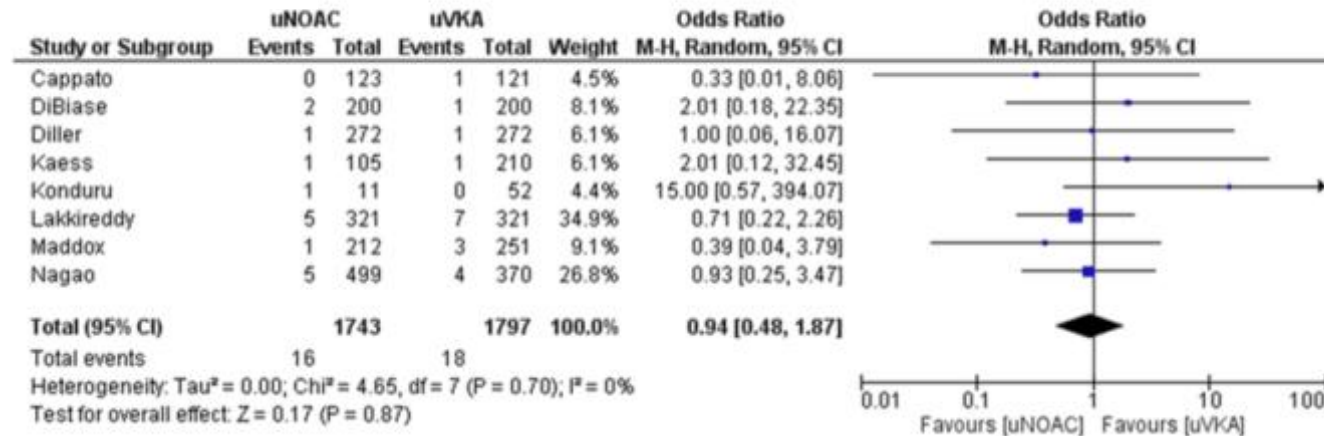 uNOAC uVKA Odds Ratio Odds Ratio
Study or Subgroup Events Total Events Total Weight M-H, Random, 95% CI M-H, Random, 95% CI
Cappato 0 123 1 121 4.5% 0.33 [0.01, 8.06]
DiBiase 2 200 1 200 8.1% 2.01 [0.18, 22.35]
Diller 1 272 1 272 6.1% 1.00 [0.06, 16.07]
Kaess 1 105 1 210 6.1% 2.01 [0.12, 32.45]
Konduru 1 11 0 52 4.4% 15.00 [0.57, 394.07]
Lakkireddy 5 321 7 321 34.9% 0.71 [0.22, 2.26]
Maddox 1 212 3 251 9.1% 0.39 [0.04, 3.79]
Nagao 5 499 4 370 26.8% 0.93 [0.25, 3.47]
Total (95% CI) 1743 1797 100.0% 0.94 [0.48, 1.87]
Total events 16 18
Heterogeneity: Tau² = 0.00; Chi² = 4.65, df = 7 (P = 0.70); I² = 0%
Test for overall effect: Z = 0.17 (P = 0.87)
0.01 0.1 1 10 100
Favours [uNOAC] Favours [uVKA]